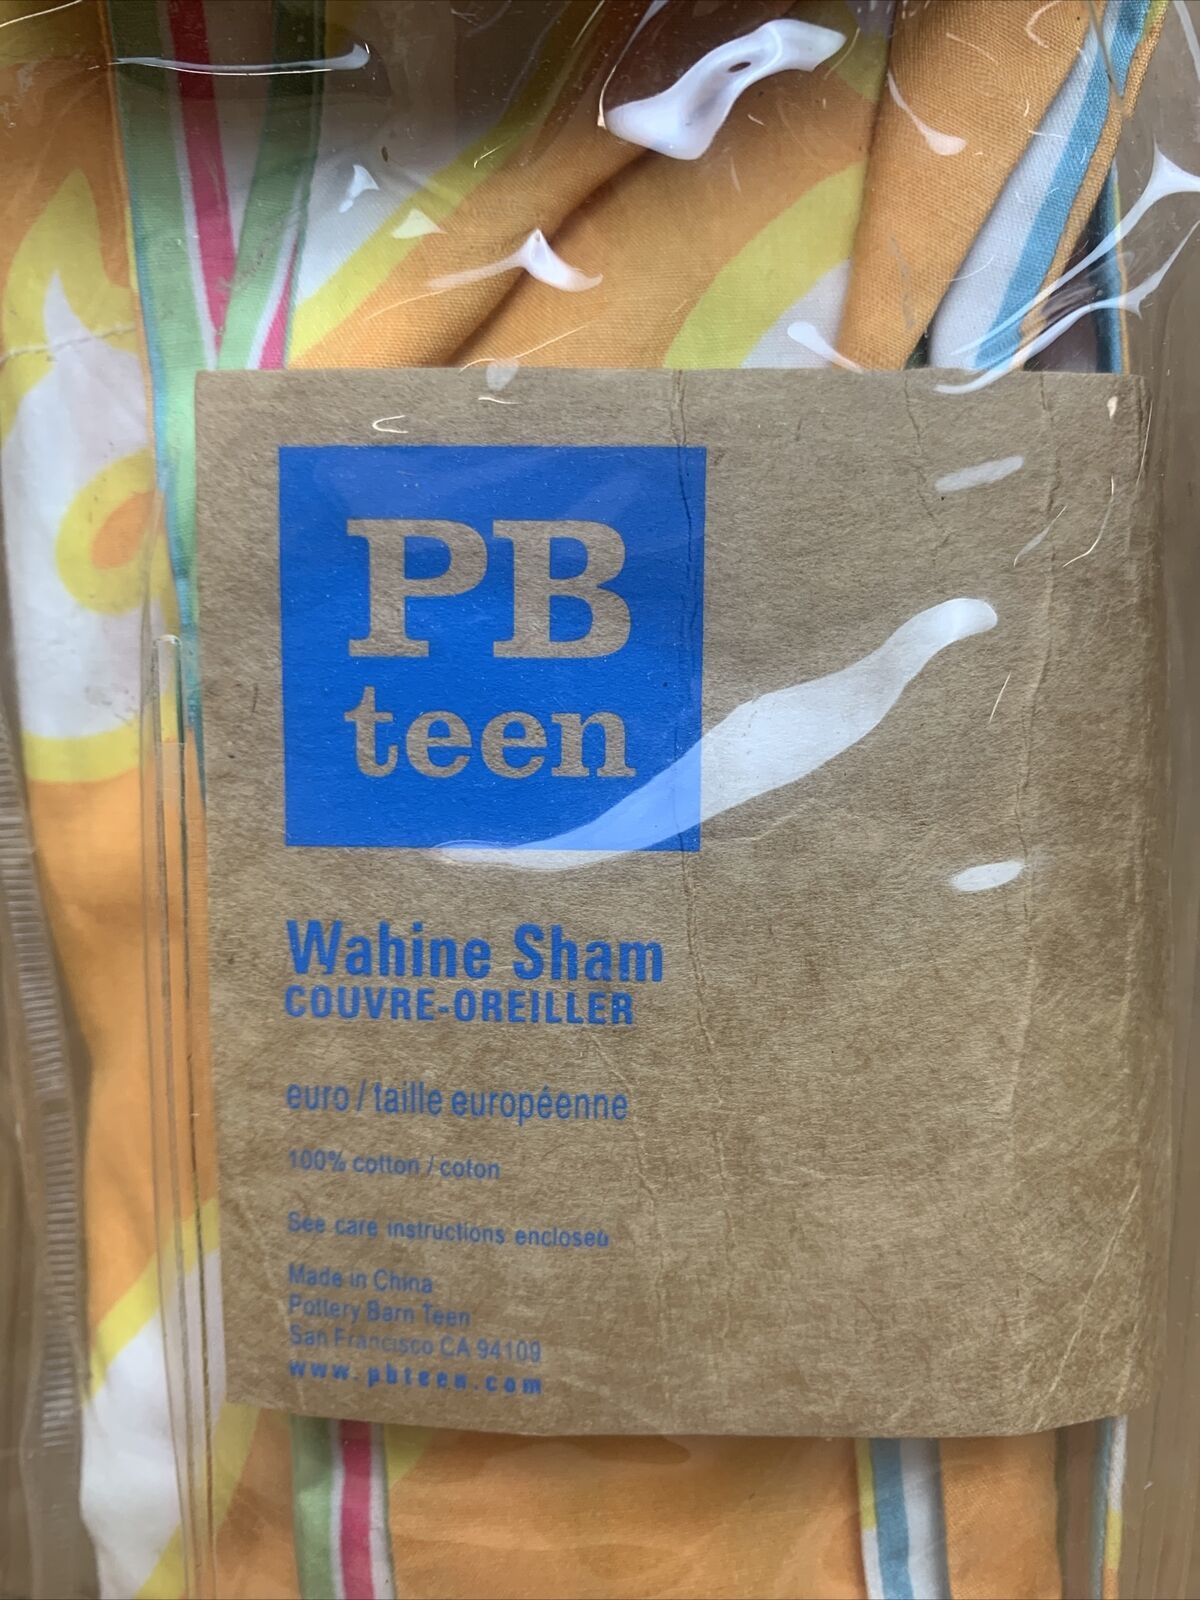 PB
teen
Wahine Sham
COUVRE-OREILLER
euro / taille européenne
100% cotton / coton
See care instructions enclosed
Made in China
Pottery Barn Teen
San Francisco CA 94109
www.pbteen.com